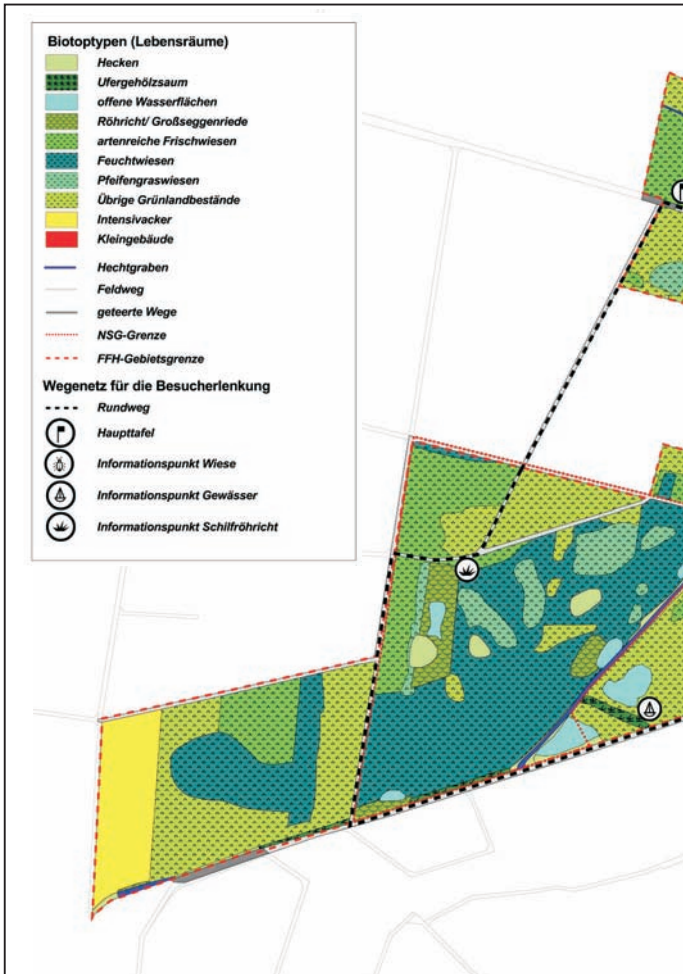 Biotoptypen (Lebensräume)
Hecken
Ufergehölzsaum
offene Wasserflächen
Röhricht/ Großseggenriede
artenreiche Frischwiesen
Feuchtwiesen
Pfeifengraswiesen
Übrige Grünlandbestände
Intensivacker
Kleingebäude
Hechtgraben
Feldweg
geteerte Wege
NSG-Grenze
FFH-Gebietsgrenze
Wegenetz für die Besucherlenkung
Rundweg
Haupttafel
Informationspunkt Wiese
Informationspunkt Gewässer
Informationspunkt Schilfröhricht